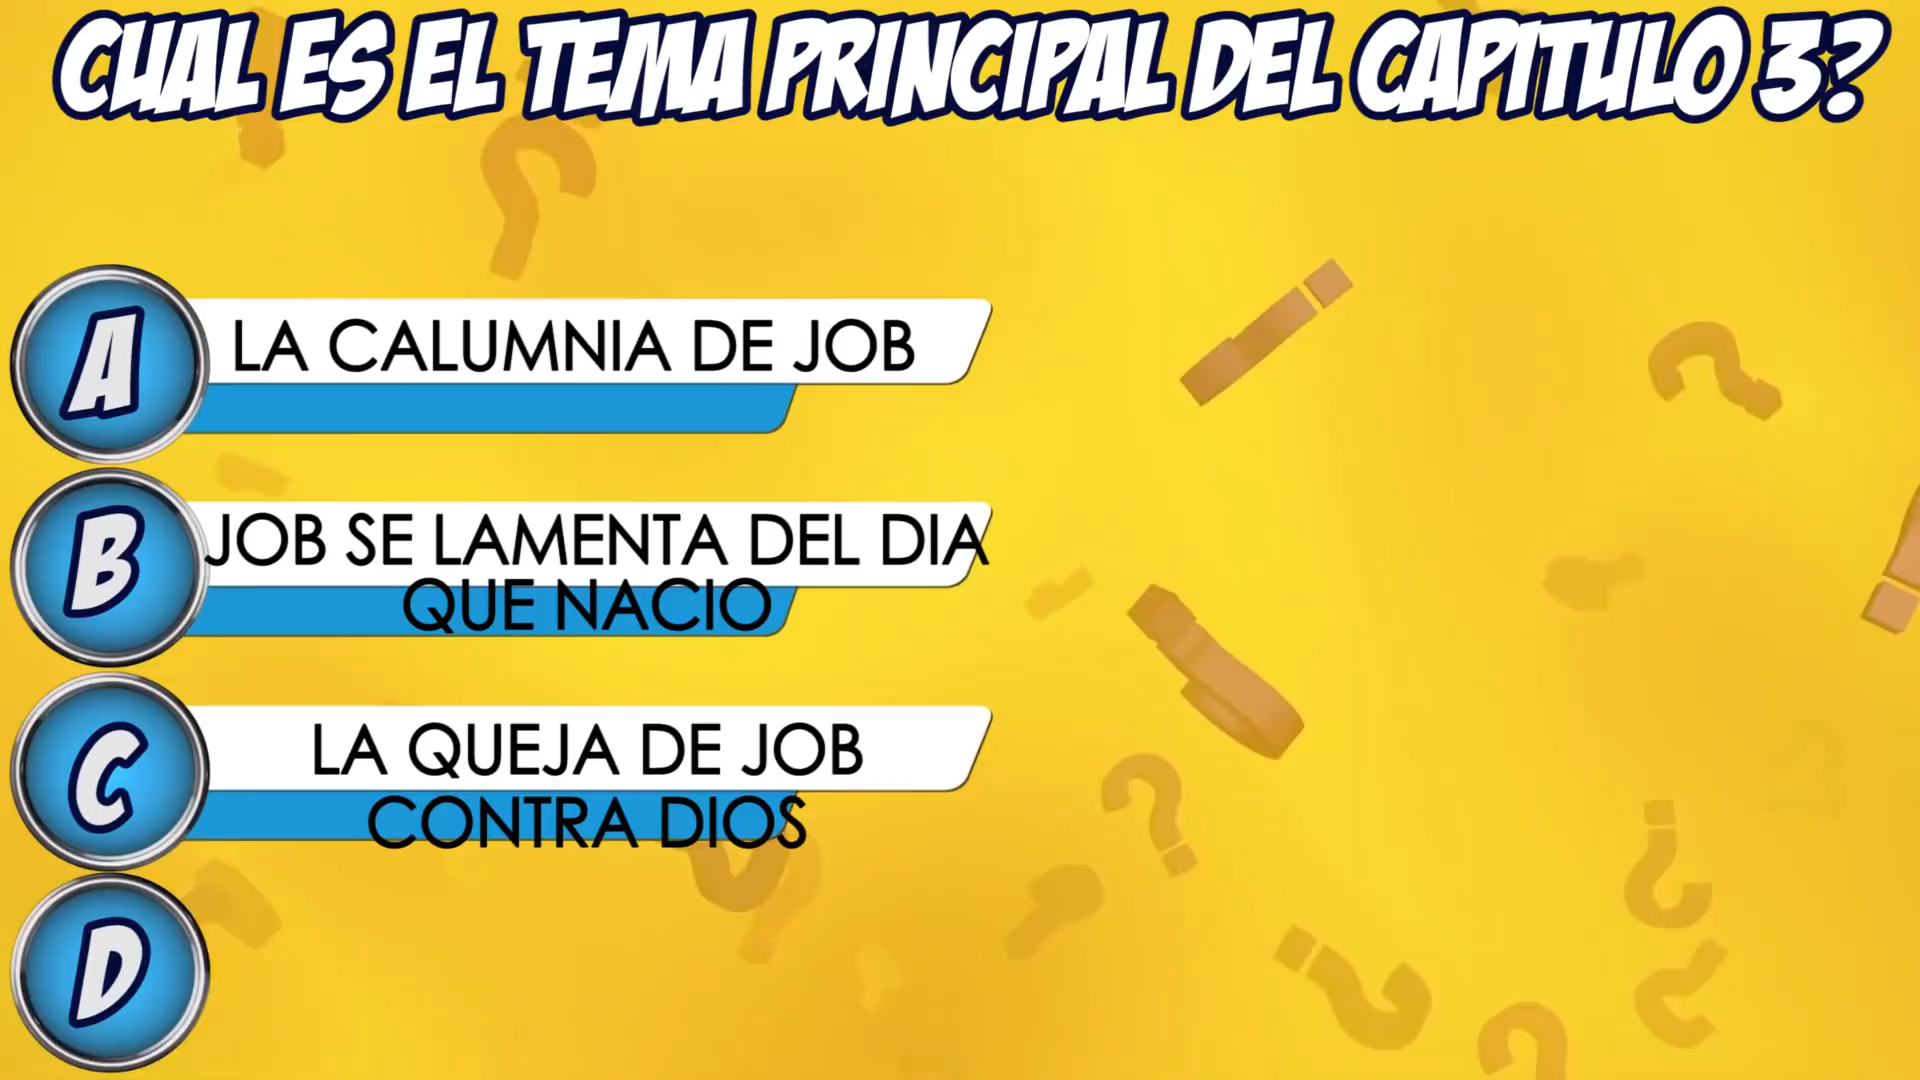 CUAL ES EL TEMA PRINCIPAL DEL CAPITULO 3?
A
LA CALUMNIA DE JOB
B
JOB SE LAMENTA DEL DIA
QUE NACIO
C
LA QUEJA DE JOB
CONTRA DIOS
D